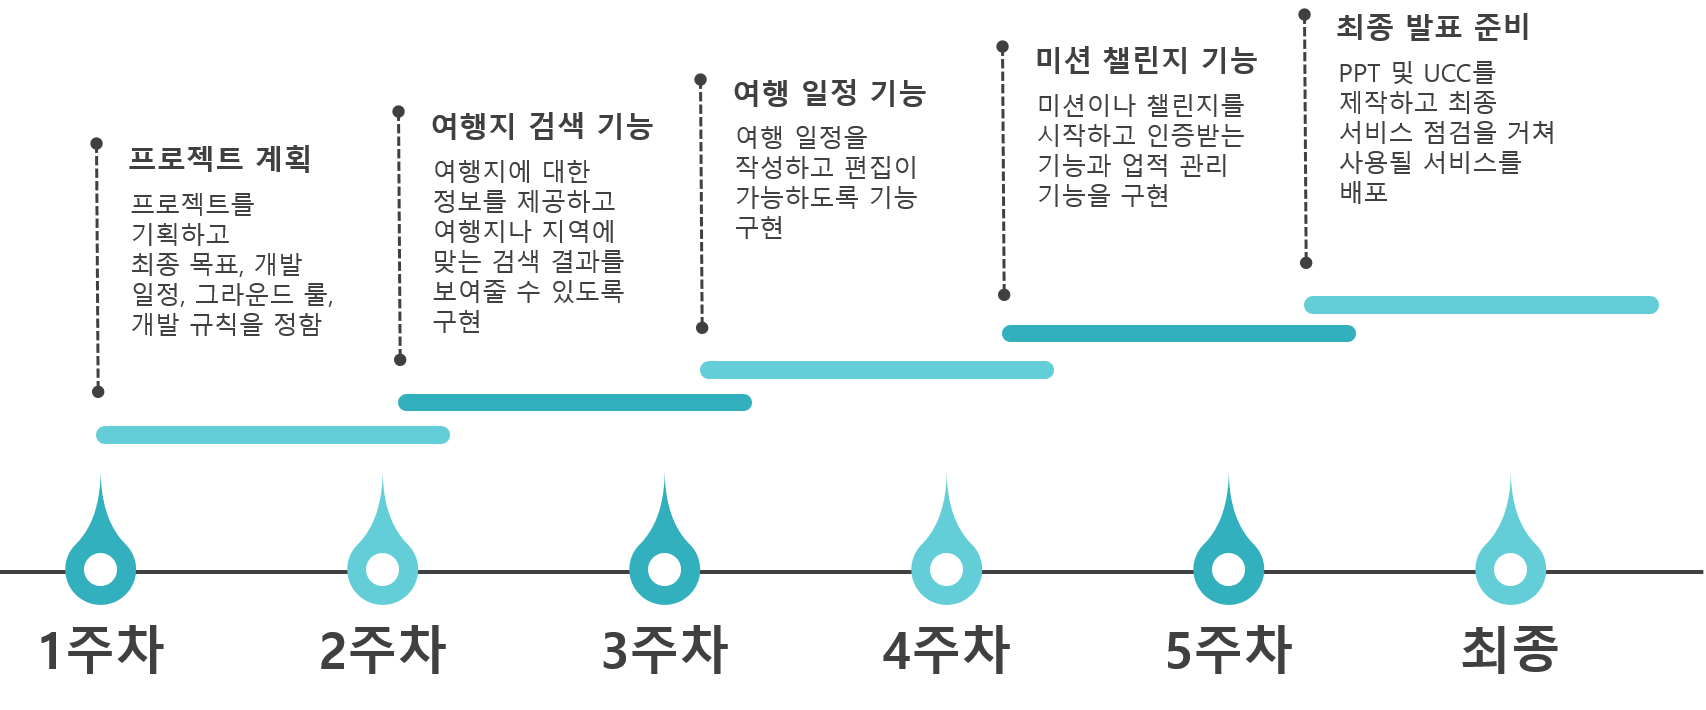 프로젝트 계획
프로젝트를
기획하고
최종 목표, 개발
일정, 그라운드 룰,
개발 규칙을 정함
여행지 검색 기능
여행지에 대한
정보를 제공하고
여행지나 지역에
맞는 검색 결과를
보여줄 수 있도록
구현
여행 일정 기능
여행 일정을
작성하고 편집이
가능하도록 기능
구현
미션 챌린지 기능
미션이나 챌린지를
시작하고 인증받는
기능과 업적 관리
기능을 구현
최종 발표 준비
PPT 및 UCC를
제작하고 최종
서비스 점검을 거쳐
사용될 서비스를
배포
1주차
2주차
3주차
4주차
5주차
최종